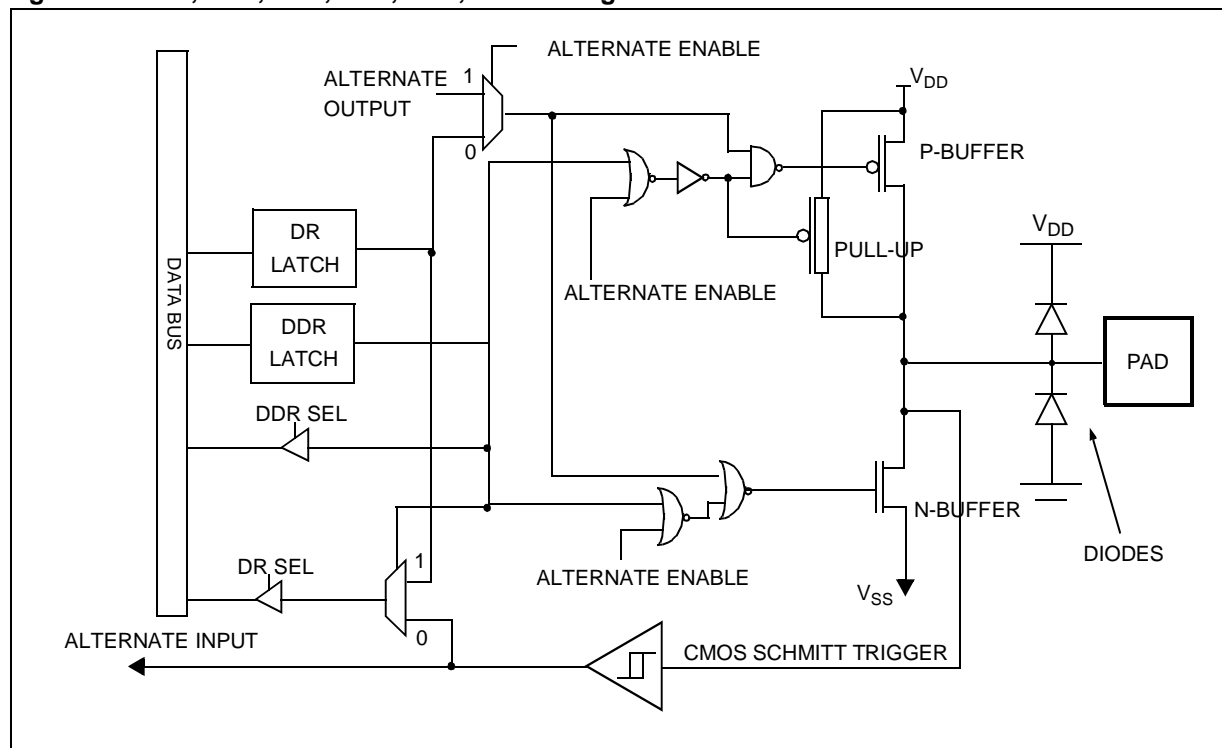 ALTERNATE ENABLE
ALTERNATE
OUTPUT
1
0
VDD
P-BUFFER
PULL-UP
VDD
DR
LATCH
ALTERNATE ENABLE
DATA BUS
DDR
LATCH
PAD
DDR SEL
N-BUFFER
DIODES
DR SEL
1
ALTERNATE ENABLE
VSS
0
ALTERNATE INPUT
CMOS SCHMITT TRIGGER